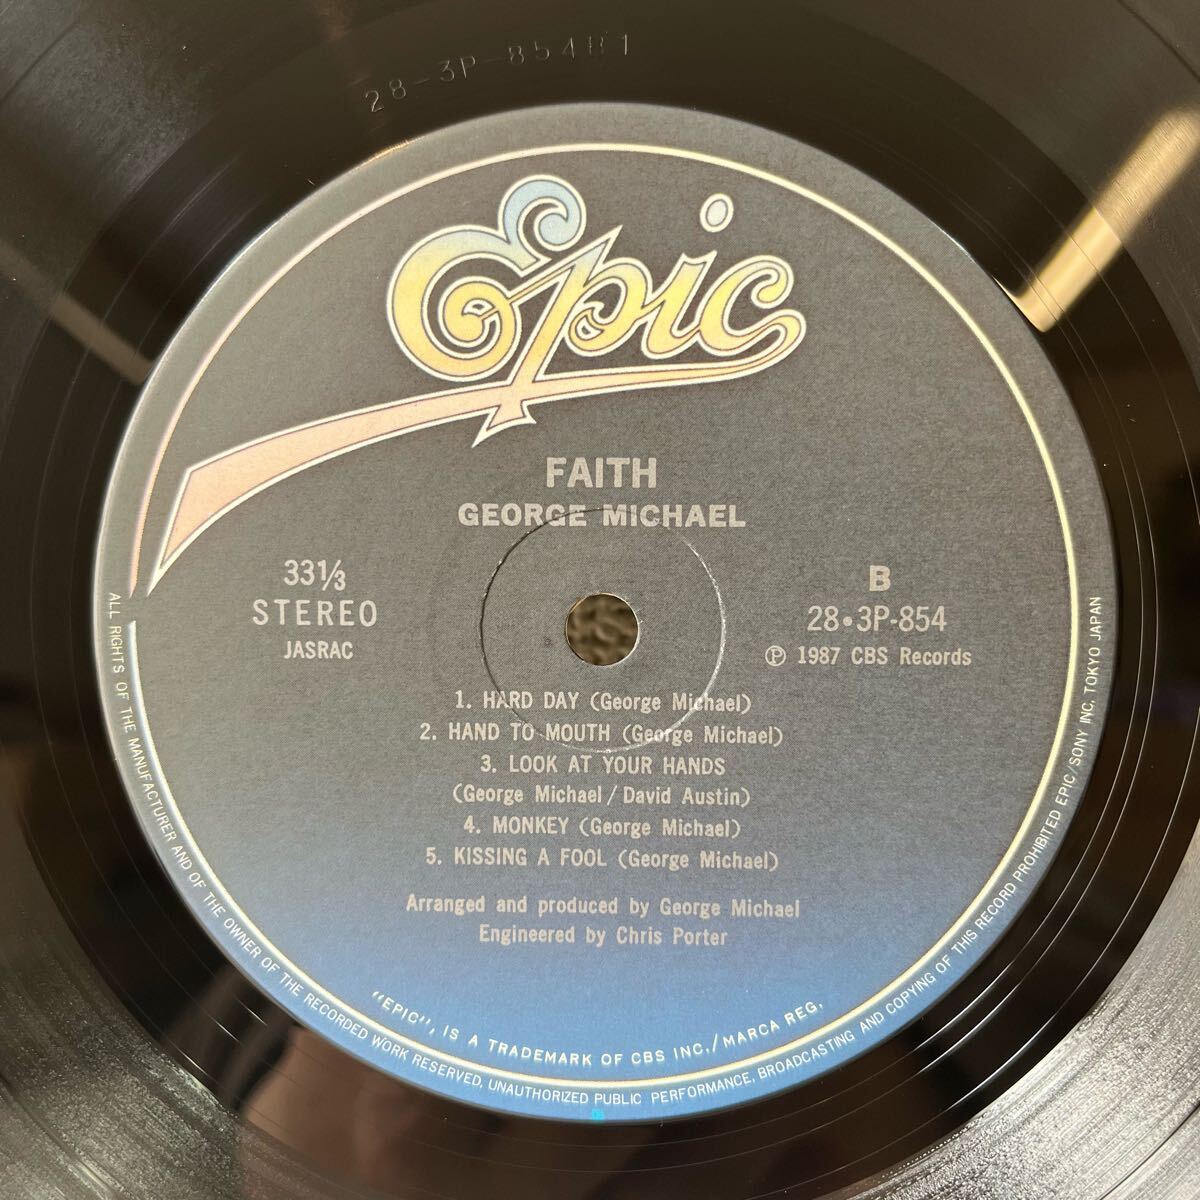 28-3P-854B1
Epic
FAITH
GEORGE MICHAEL
33⅓
STEREO
JASRAC
B
28•3P-854
Ⓟ 1987 CBS Records
1. HARD DAY (George Michael)
2. HAND TO MOUTH (George Michael)
3. LOOK AT YOUR HANDS
(George Michael / David Austin)
4. MONKEY (George Michael)
5. KISSING A FOOL (George Michael)
Arranged and produced by George Michael
Engineered by Chris Porter
"EPIC", IS A TRADEMARK OF CBS INC./MARCA REG.
ALL RIGHTS OF THE MANUFACTURER AND OF THE OWNER OF THE RECORDED WORK RESERVED, UNAUTHORIZED PUBLIC PERFORMANCE, BROADCASTING AND COPYING OF THIS RECORD PROHIBITED EPIC/SONY INC. TOKYO JAPAN